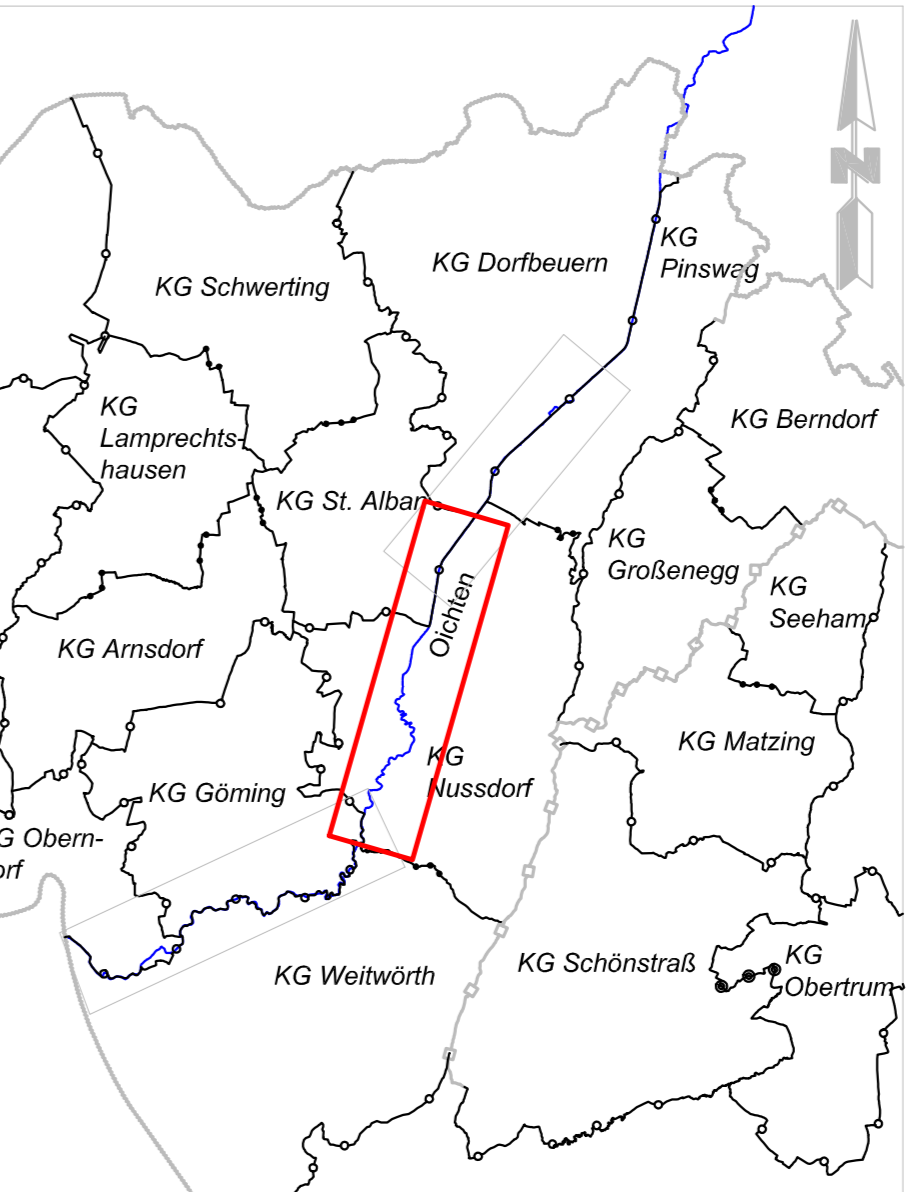 N
KG
Pinswag
KG Dorfbeuern
KG Schwerting
KG
Lamprechts-
hausen
KG Berndorf
KG St. Alban
KG
Großenegg
KG
Seeham
Oichten
KG Arnsdorf
KG Matzing
KG
Nussdorf
KG Göming
G Obern-
orf
KG Schönstraß
KG
Obertrum
KG Weitwörth